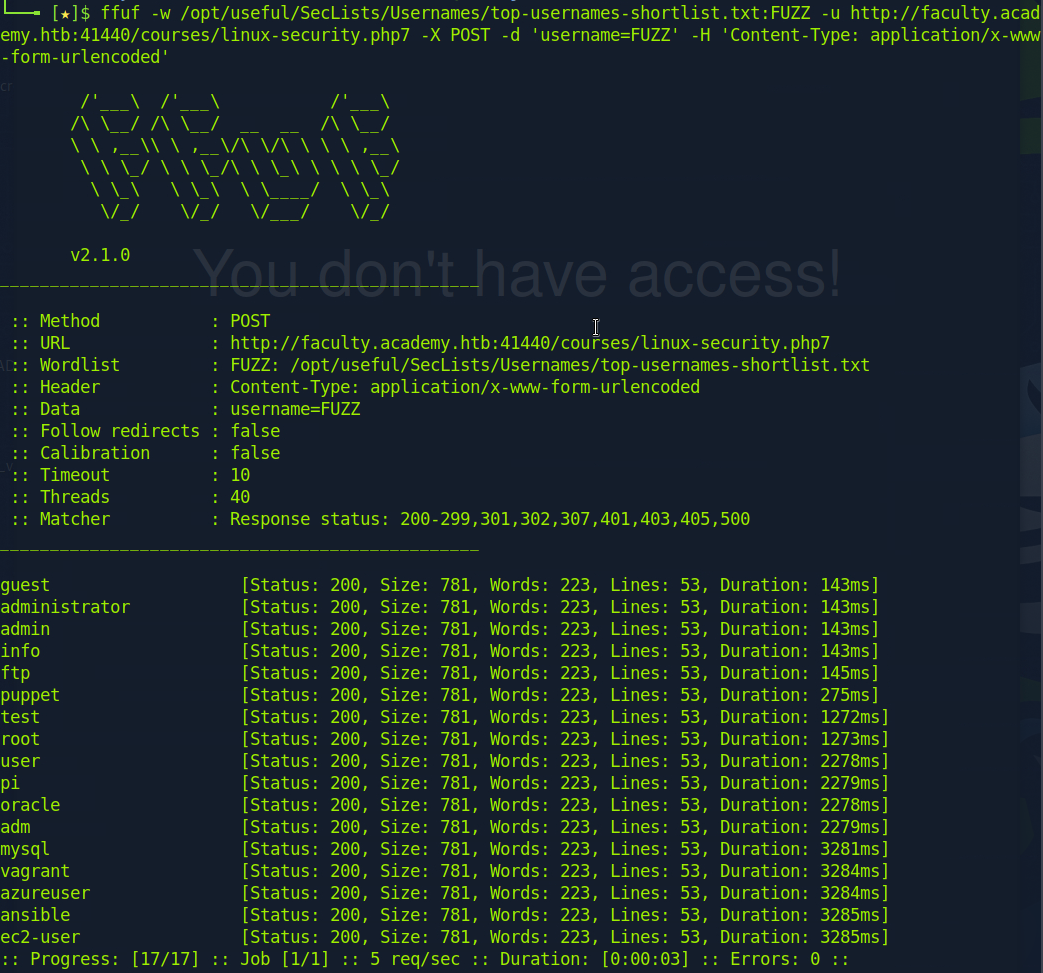 └──╼ [★]$ ffuf -w /opt/useful/SecLists/Usernames/top-usernames-shortlist.txt:FUZZ -u http://faculty.acad
emy.htb:41440/courses/linux-security.php7 -X POST -d 'username=FUZZ' -H 'Content-Type: application/x-www
-form-urlencoded'
        /'___\  /'___\           /'___\
       /\ \__/ /\ \__/  __  __  /\ \__/
       \ \ ,__\\ \ ,__\/\ \/\ \ \ \ ,__\
        \ \ \_/ \ \ \_/\ \ \_\ \ \ \ \_/
         \ \_\   \ \_\  \ \____/  \ \_\
          \/_/    \/_/   \/___/    \/_/
       v2.1.0
You don't have access!
________________________________________________
 :: Method           : POST
 :: URL              : http://faculty.academy.htb:41440/courses/linux-security.php7
 :: Wordlist         : FUZZ: /opt/useful/SecLists/Usernames/top-usernames-shortlist.txt
 :: Header           : Content-Type: application/x-www-form-urlencoded
 :: Data             : username=FUZZ
 :: Follow redirects : false
 :: Calibration      : false
 :: Timeout          : 10
 :: Threads          : 40
 :: Matcher          : Response status: 200-299,301,302,307,401,403,405,500
________________________________________________
guest                   [Status: 200, Size: 781, Words: 223, Lines: 53, Duration: 143ms]
administrator           [Status: 200, Size: 781, Words: 223, Lines: 53, Duration: 143ms]
admin                   [Status: 200, Size: 781, Words: 223, Lines: 53, Duration: 143ms]
info                    [Status: 200, Size: 781, Words: 223, Lines: 53, Duration: 143ms]
ftp                     [Status: 200, Size: 781, Words: 223, Lines: 53, Duration: 145ms]
puppet                  [Status: 200, Size: 781, Words: 223, Lines: 53, Duration: 275ms]
test                    [Status: 200, Size: 781, Words: 223, Lines: 53, Duration: 1272ms]
root                    [Status: 200, Size: 781, Words: 223, Lines: 53, Duration: 1273ms]
user                    [Status: 200, Size: 781, Words: 223, Lines: 53, Duration: 2278ms]
pi                      [Status: 200, Size: 781, Words: 223, Lines: 53, Duration: 2279ms]
oracle                  [Status: 200, Size: 781, Words: 223, Lines: 53, Duration: 2278ms]
adm                     [Status: 200, Size: 781, Words: 223, Lines: 53, Duration: 2279ms]
mysql                   [Status: 200, Size: 781, Words: 223, Lines: 53, Duration: 3281ms]
vagrant                 [Status: 200, Size: 781, Words: 223, Lines: 53, Duration: 3284ms]
azureuser               [Status: 200, Size: 781, Words: 223, Lines: 53, Duration: 3284ms]
ansible                 [Status: 200, Size: 781, Words: 223, Lines: 53, Duration: 3285ms]
ec2-user                [Status: 200, Size: 781, Words: 223, Lines: 53, Duration: 3285ms]
:: Progress: [17/17] :: Job [1/1] :: 5 req/sec :: Duration: [0:00:03] :: Errors: 0 ::